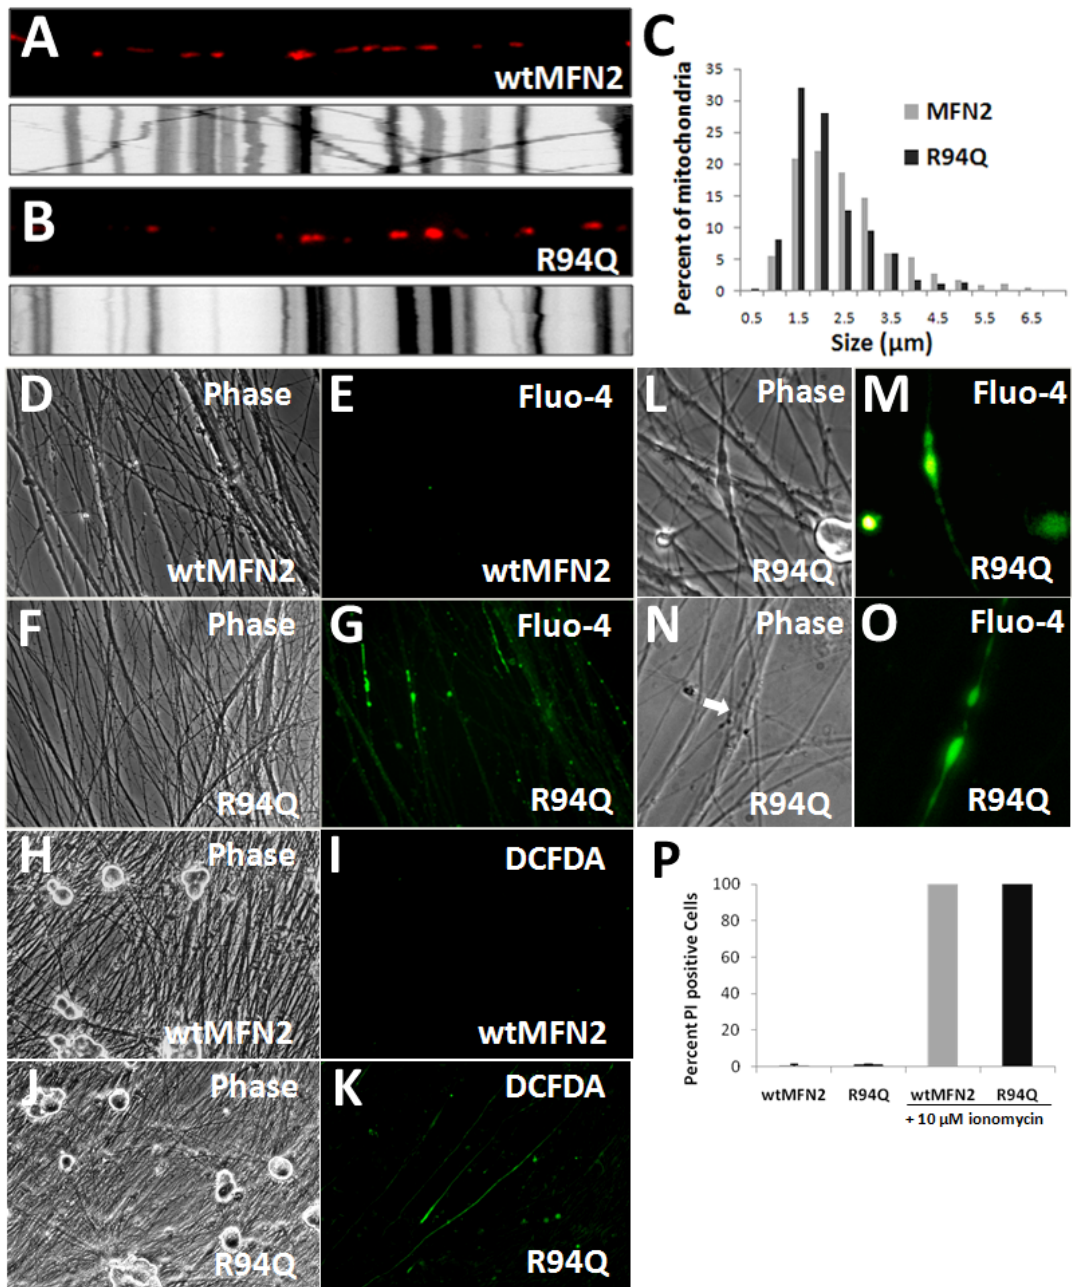 A
wtMFN2
B
R94Q
C
35
30
25
20
15
10
5
0
Percent of mitochondria
MFN2
R94Q
0.5 1.5 2.5 3.5 4.5 5.5 6.5
Size (µm)
D
Phase
wtMFN2
E
Fluo-4
wtMFN2
F
Phase
R94Q
G
Fluo-4
R94Q
H
Phase
wtMFN2
I
DCFDA
wtMFN2
J
Phase
R94Q
K
DCFDA
R94Q
L
Phase
R94Q
M
Fluo-4
R94Q
N
Phase
R94Q
O
Fluo-4
R94Q
P
100
80
60
40
20
0
Percent PI positive Cells
wtMFN2 R94Q wtMFN2 R94Q
+ 10 µM ionomycin